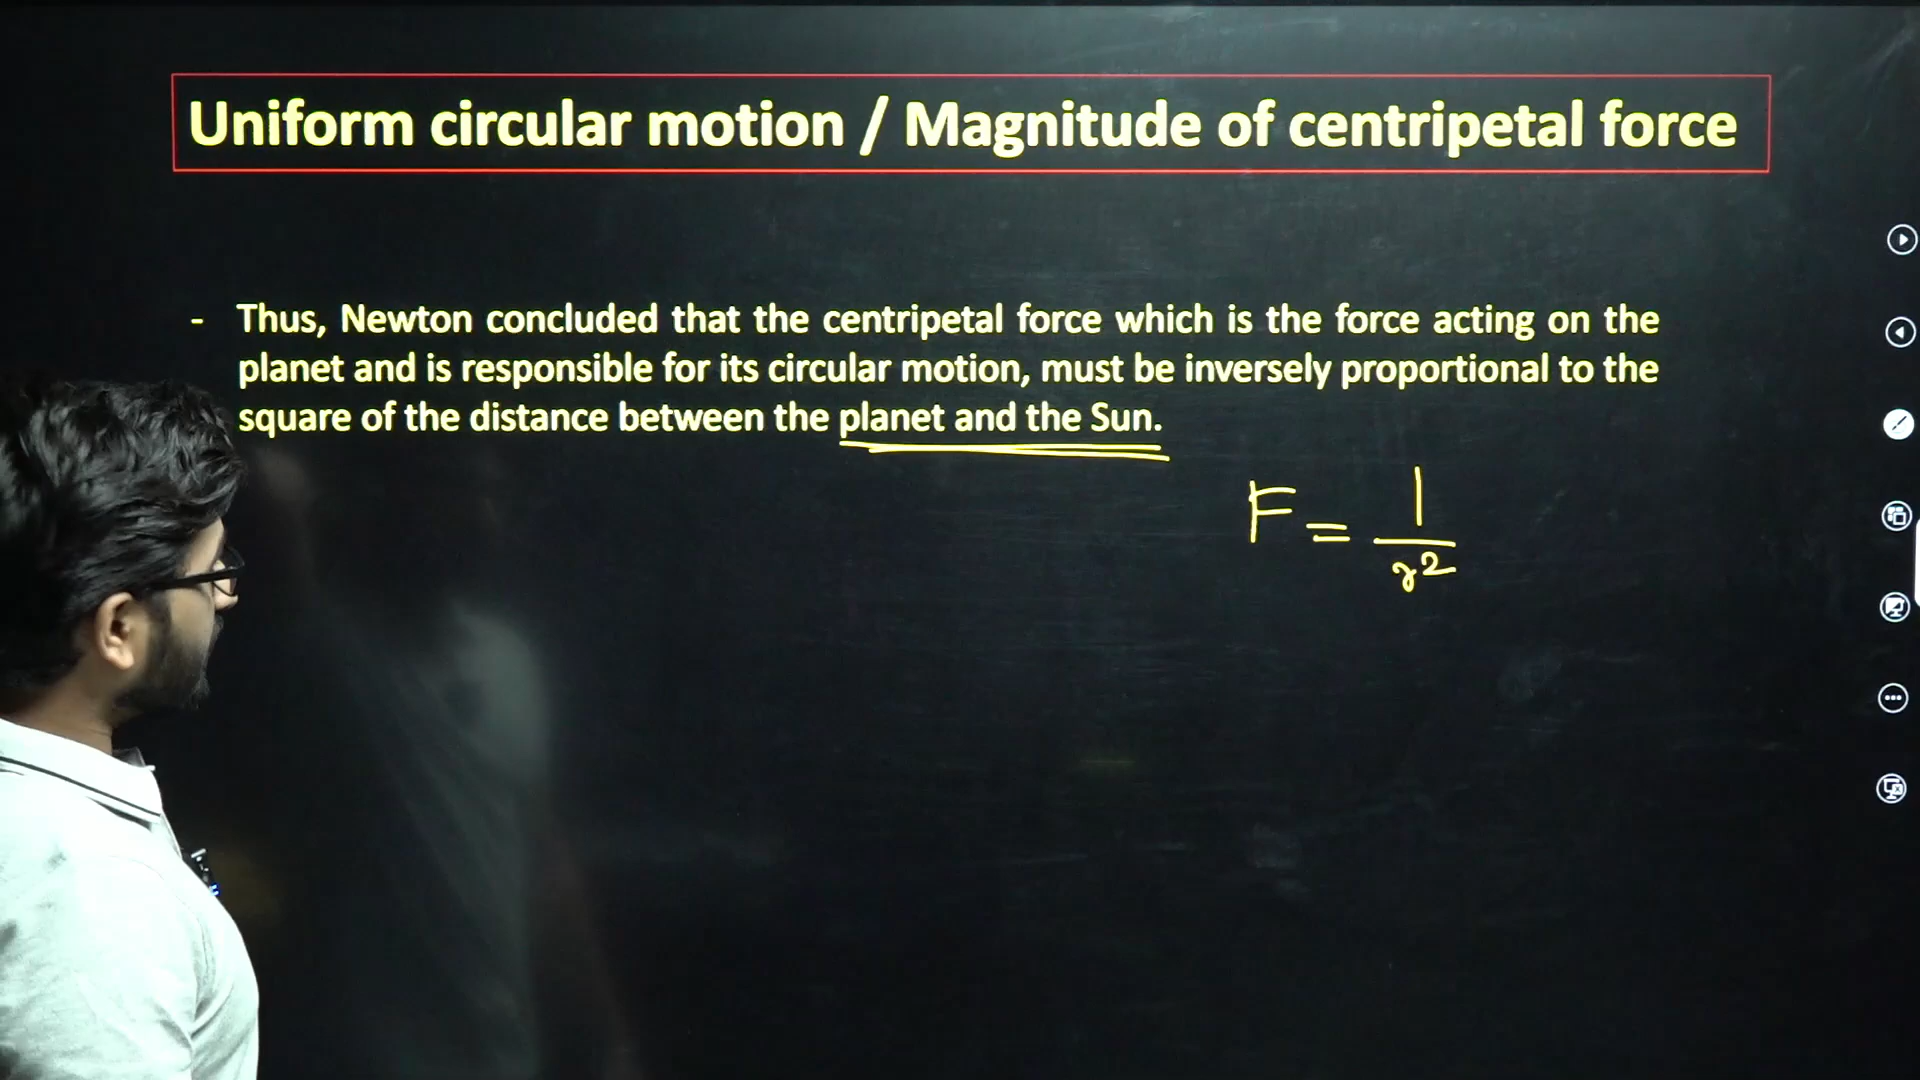 Uniform circular motion / Magnitude of centripetal force
- Thus, Newton concluded that the centripetal force which is the force acting on the
planet and is responsible for its circular motion, must be inversely proportional to the
square of the distance between the planet and the Sun.
F = 1/r²